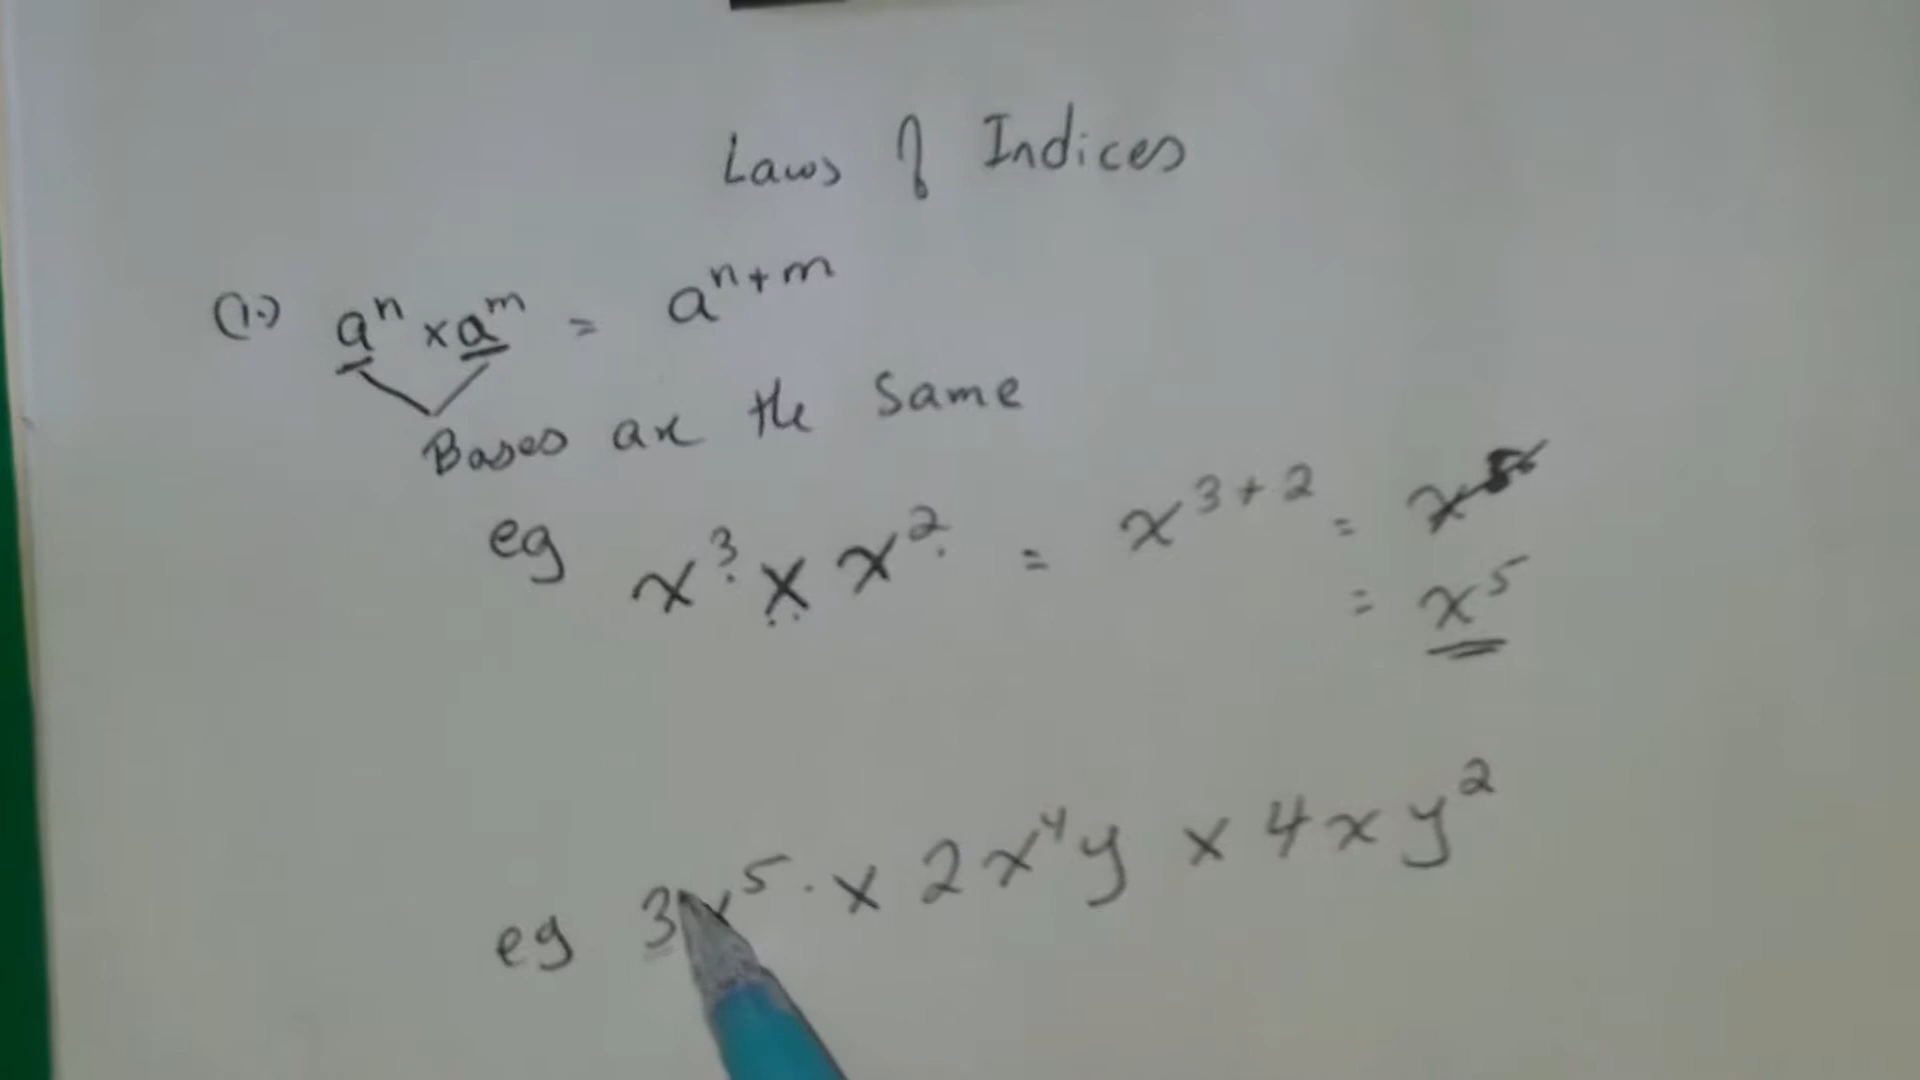 Laws of Indices
(1.) aⁿ × aᵐ = aⁿ⁺ᵐ
Bases are the Same
eg x³ × x² = x³⁺² =
= x⁵
eg 3x⁵ · × 2x⁴y × 4xy²